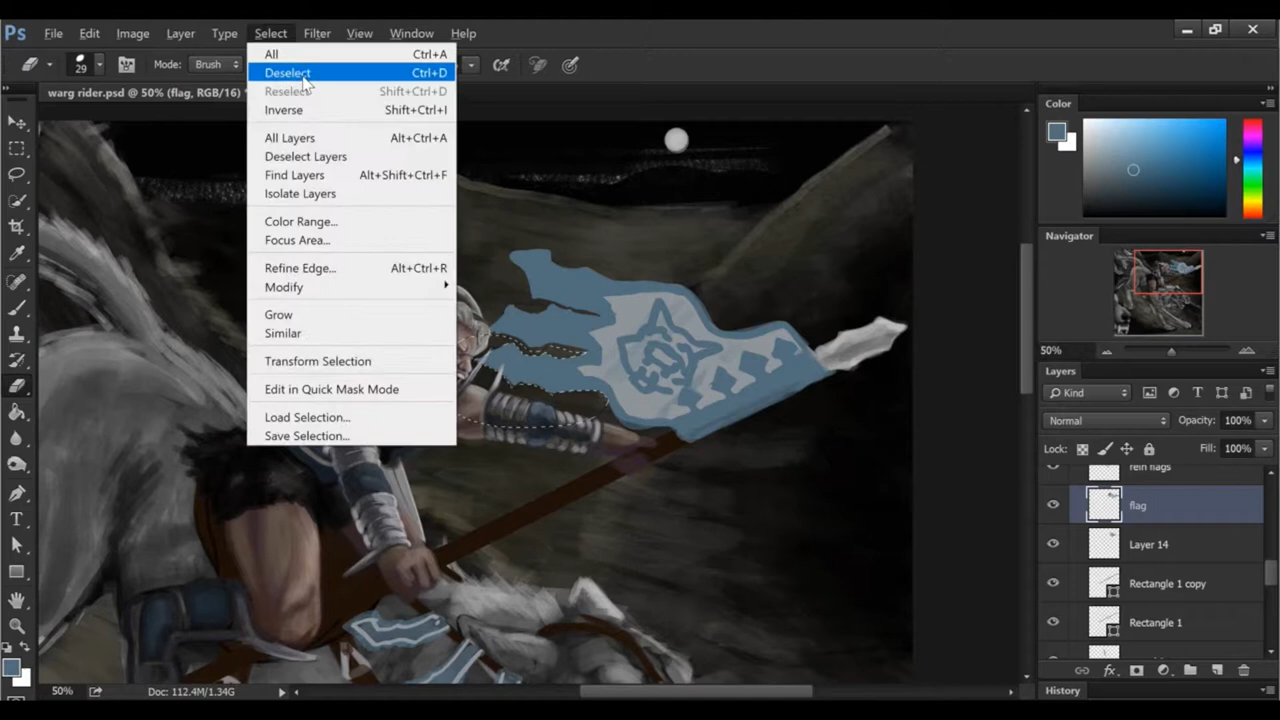 Ps File Edit Image Layer Type Select Filter View Window Help
29 Mode: Brush
warg rider.psd @ 50% (flag, RGB/16) *
All Ctrl+A
Deselect Ctrl+D
Reselect Shift+Ctrl+D
Inverse Shift+Ctrl+I
All Layers Alt+Ctrl+A
Deselect Layers
Find Layers Alt+Shift+Ctrl+F
Isolate Layers
Color Range...
Focus Area...
Refine Edge... Alt+Ctrl+R
Modify
Grow
Similar
Transform Selection
Edit in Quick Mask Mode
Load Selection...
Save Selection...
Color
Navigator
50%
Layers
Kind
Normal Opacity: 100%
Lock: Fill: 100%
rein flags
flag
Layer 14
Rectangle 1 copy
Rectangle 1
fx
History
50% Doc: 112.4M/1.34G